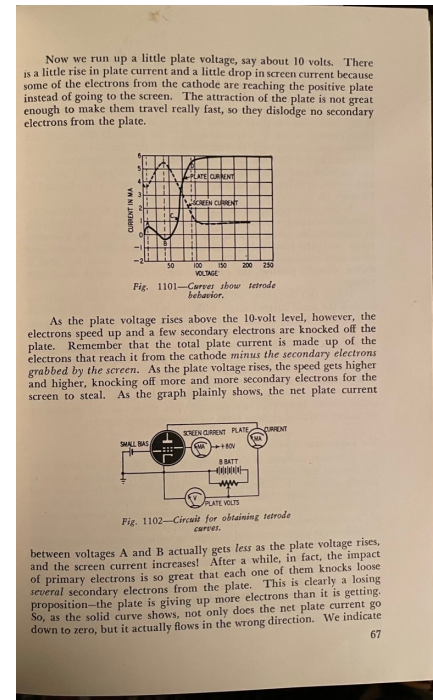 Now we run up a little plate voltage, say about 10 volts. There
is a little rise in plate current and a little drop in screen current because
some of the electrons from the cathode are reaching the positive plate
instead of going to the screen. The attraction of the plate is not great
enough to make them travel really fast, so they dislodge no secondary
electrons from the plate.
6
5
4
3
2
1
0
-1
-2
CURRENT IN MA
PLATE CURRENT
SCREEN CURRENT
C
B
50 100 150 200 250
VOLTAGE
Fig. 1101—Curves show tetrode
behavior.
As the plate voltage rises above the 10-volt level, however, the
electrons speed up and a few secondary electrons are knocked off the
plate. Remember that the total plate current is made up of the
electrons that reach it from the cathode minus the secondary electrons
grabbed by the screen. As the plate voltage rises, the speed gets higher
and higher, knocking off more and more secondary electrons for the
screen to steal. As the graph plainly shows, the net plate current
SCREEN CURRENT PLATE CURRENT
SMALL BIAS
MA
+80V
MA
B BATT
V
PLATE VOLTS
Fig. 1102—Circuit for obtaining tetrode
curves.
between voltages A and B actually gets less as the plate voltage rises,
and the screen current increases! After a while, in fact, the impact
of primary electrons is so great that each one of them knocks loose
several secondary electrons from the plate. This is clearly a losing
proposition—the plate is giving up more electrons than it is getting.
So, as the solid curve shows, not only does the net plate current go
down to zero, but it actually flows in the wrong direction. We indicate
67